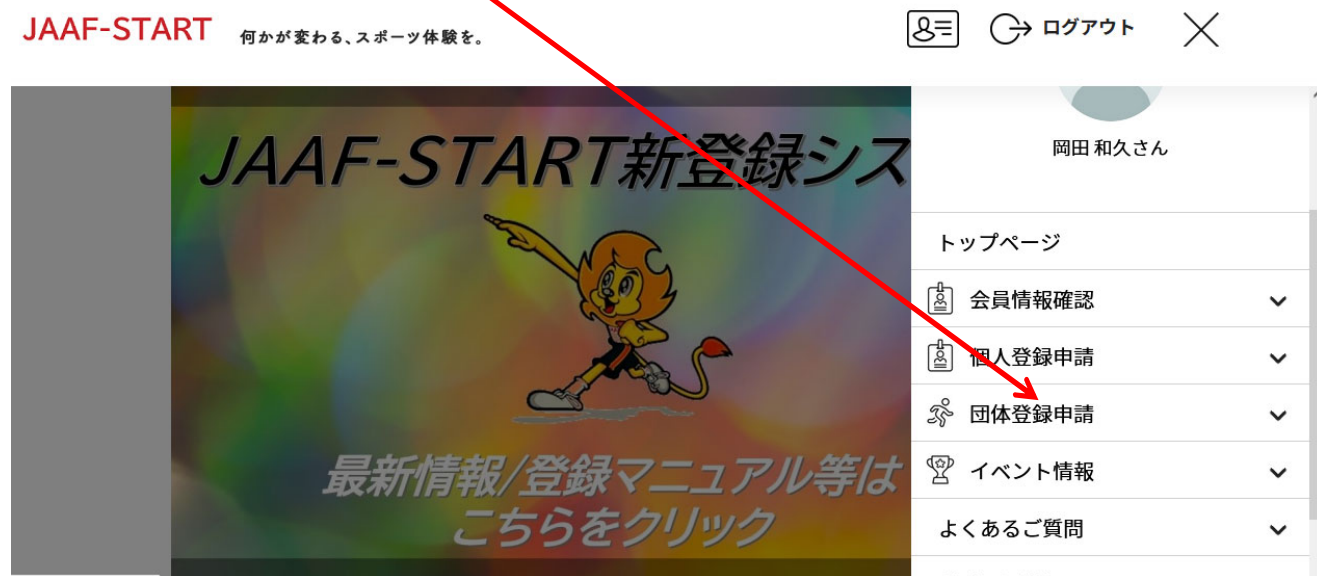 JAAF-START 何かが変わる、スポーツ体験を。 ログアウト
JAAF-START新登録シス
最新情報/登録マニュアル等は
こちらをクリック
岡田 和久さん
トップページ
会員情報確認
個人登録申請
団体登録申請
イベント情報
よくあるご質問